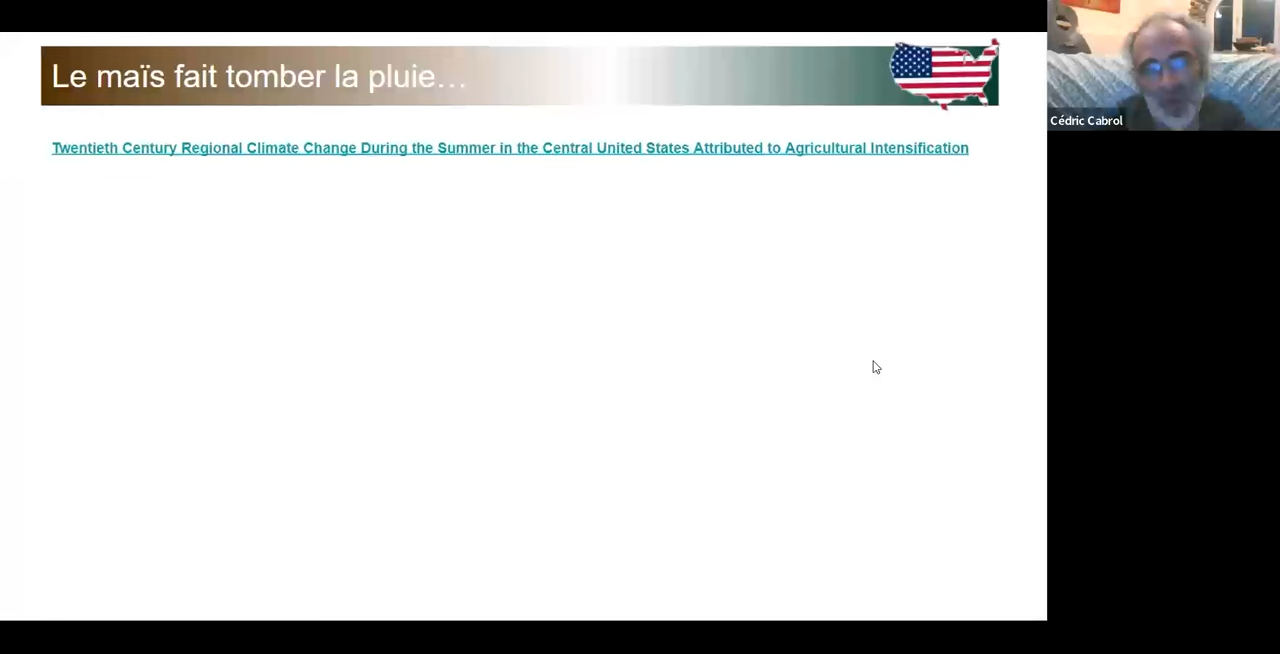 Le maïs fait tomber la pluie…
Twentieth Century Regional Climate Change During the Summer in the Central United States Attributed to Agricultural Intensification
Cédric Cabrol